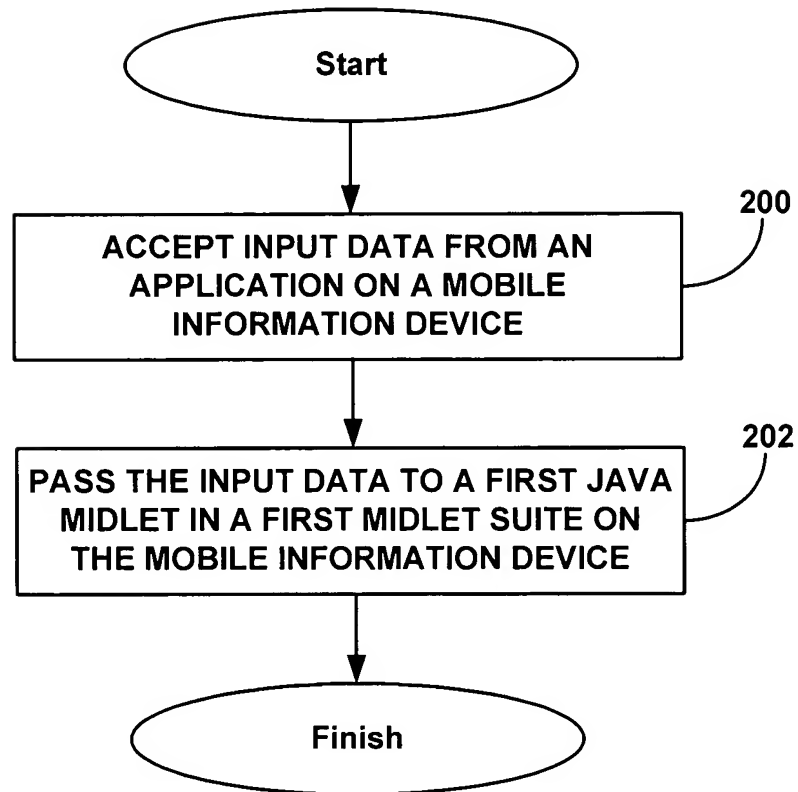 Start
200
ACCEPT INPUT DATA FROM AN
APPLICATION ON A MOBILE
INFORMATION DEVICE
202
PASS THE INPUT DATA TO A FIRST JAVA
MIDLET IN A FIRST MIDLET SUITE ON
THE MOBILE INFORMATION DEVICE
Finish